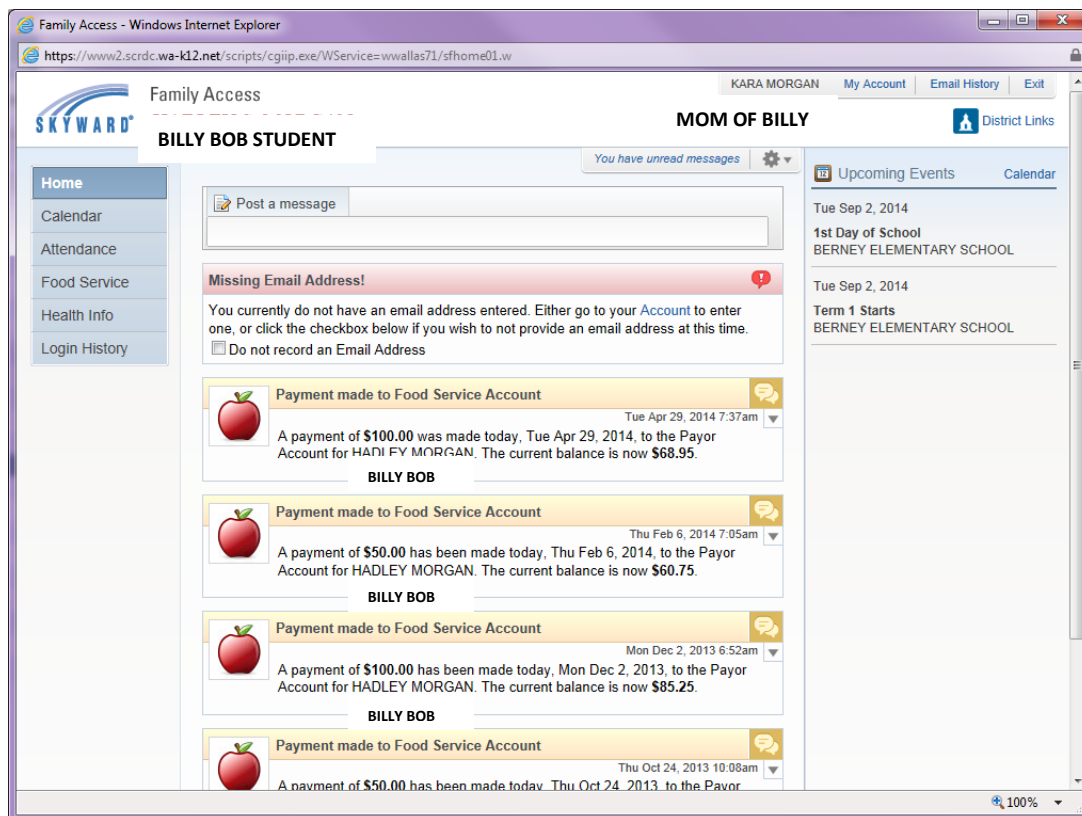 Family Access - Windows Internet Explorer
https://www2.scrdc.wa-k12.net/scripts/cgiip.exe/WService=wwallas71/sfhome01.w
KARA MORGAN My Account Email History Exit
SKYWARD® Family Access
MOM OF BILLY
District Links
BILLY BOB STUDENT
You have unread messages
Home
Calendar
Attendance
Food Service
Health Info
Login History
Post a message
Missing Email Address!
You currently do not have an email address entered. Either go to your Account to enter
one, or click the checkbox below if you wish to not provide an email address at this time.
Do not record an Email Address
Payment made to Food Service Account
Tue Apr 29, 2014 7:37am
A payment of $100.00 was made today, Tue Apr 29, 2014, to the Payor
Account for HADLEY MORGAN. The current balance is now $68.95.
BILLY BOB
Payment made to Food Service Account
Thu Feb 6, 2014 7:05am
A payment of $50.00 has been made today, Thu Feb 6, 2014, to the Payor
Account for HADLEY MORGAN. The current balance is now $60.75.
BILLY BOB
Payment made to Food Service Account
Mon Dec 2, 2013 6:52am
A payment of $100.00 has been made today, Mon Dec 2, 2013, to the Payor
Account for HADLEY MORGAN. The current balance is now $85.25.
BILLY BOB
Payment made to Food Service Account
Thu Oct 24, 2013 10:08am
A payment of $50.00 has been made today, Thu Oct 24, 2013, to the Payor
12 Upcoming Events Calendar
Tue Sep 2, 2014
1st Day of School
BERNEY ELEMENTARY SCHOOL
Tue Sep 2, 2014
Term 1 Starts
BERNEY ELEMENTARY SCHOOL
100%